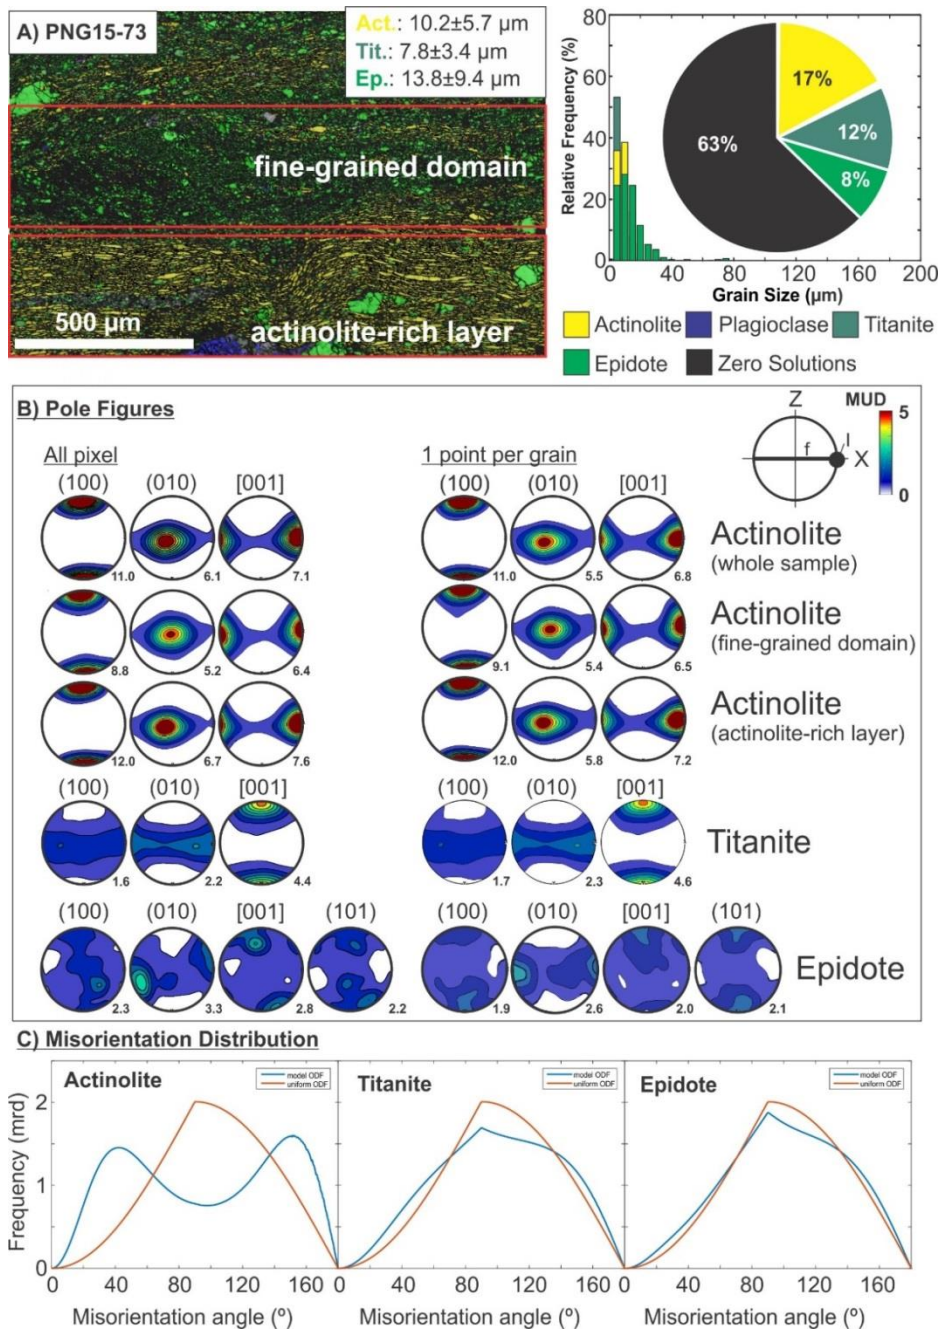 A) PNG15-73
Act.: 10.2±5.7 µm
Tit.: 7.8±3.4 µm
Ep.: 13.8±9.4 µm
fine-grained domain
500 µm
actinolite-rich layer
Relative Frequency (%)
80
60
40
20
0
0 40 80 120 160 200
Grain Size (µm)
17%
12%
8%
63%
Actinolite Plagioclase Titanite
Epidote Zero Solutions
B) Pole Figures
Z
f
l
X
MUD
5
0
All pixel 1 point per grain
(100) (010) [001] (100) (010) [001]
Actinolite
(whole sample)
11.0 6.1 7.1 11.0 5.5 6.8
Actinolite
(fine-grained domain)
8.8 5.2 6.4 9.1 5.4 6.5
Actinolite
(actinolite-rich layer)
12.0 6.7 7.6 12.0 5.8 7.2
(100) (010) [001] (100) (010) [001]
Titanite
1.6 2.2 4.4 1.7 2.3 4.6
(100) (010) [001] (101) (100) (010) [001] (101)
Epidote
2.3 3.3 2.8 2.2 1.9 2.6 2.0 2.1
C) Misorientation Distribution
Actinolite
model ODF
uniform ODF
Titanite
model ODF
uniform ODF
Epidote
model ODF
uniform ODF
Frequency (mrd)
2
1
0
0 40 80 120 160 0 40 80 120 160 0 40 80 120 160
Misorientation angle (º) Misorientation angle (º) Misorientation angle (º)